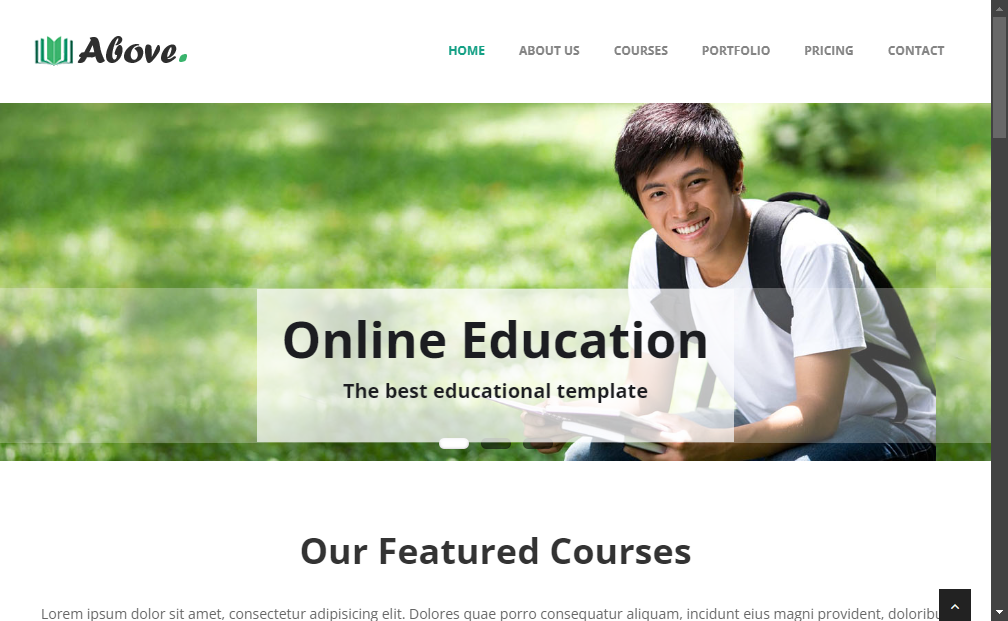 Above.
HOME ABOUT US COURSES PORTFOLIO PRICING CONTACT
Online Education
The best educational template
Our Featured Courses
Lorem ipsum dolor sit amet, consectetur adipisicing elit. Dolores quae porro consequatur aliquam, incidunt eius magni provident, doloribu